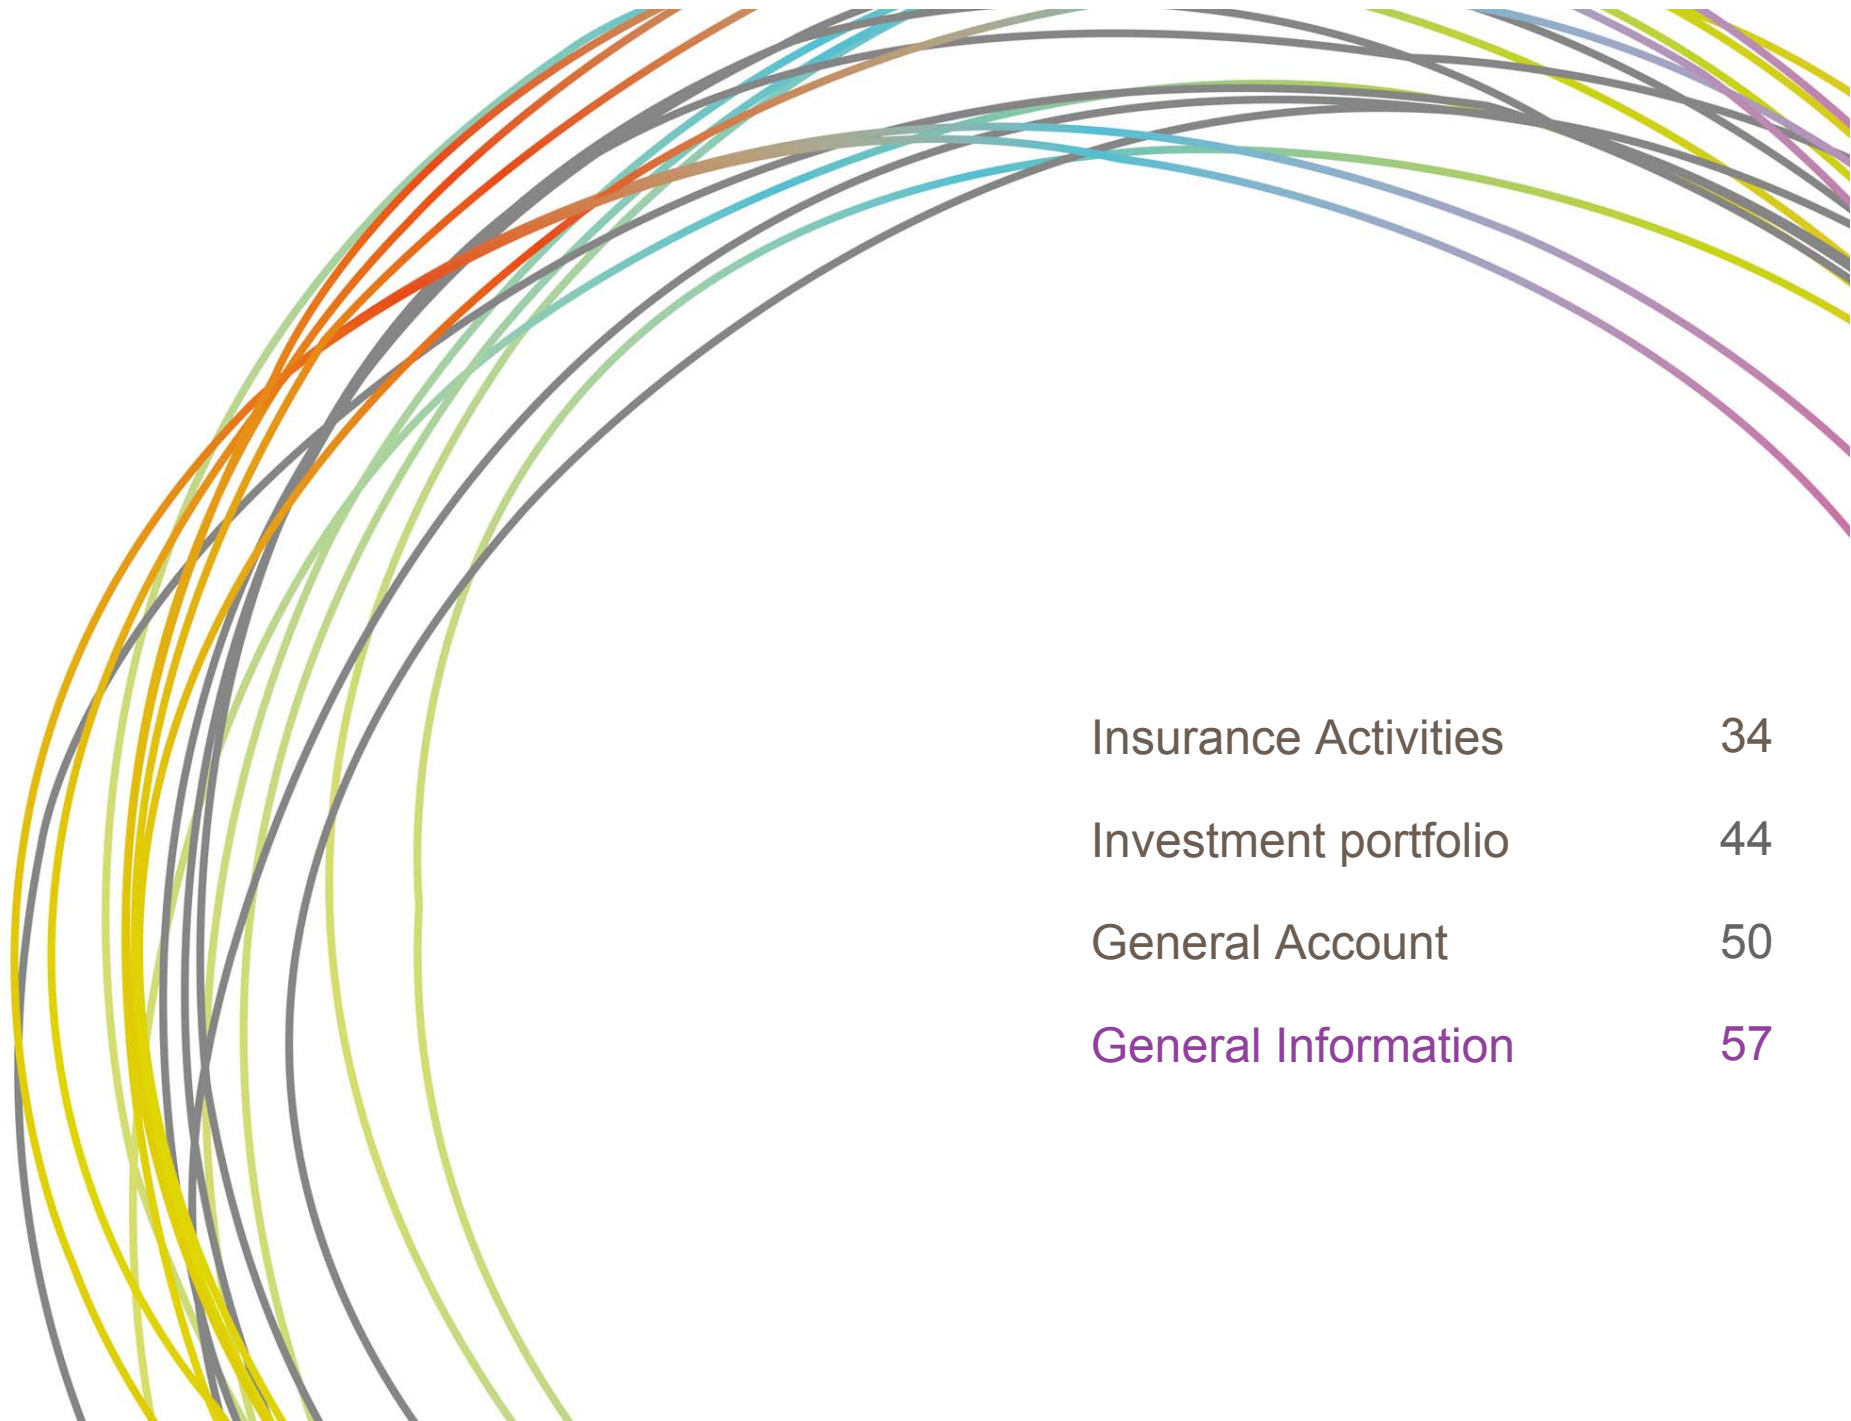 Insurance Activities 34
Investment portfolio 44
General Account 50
General Information 57